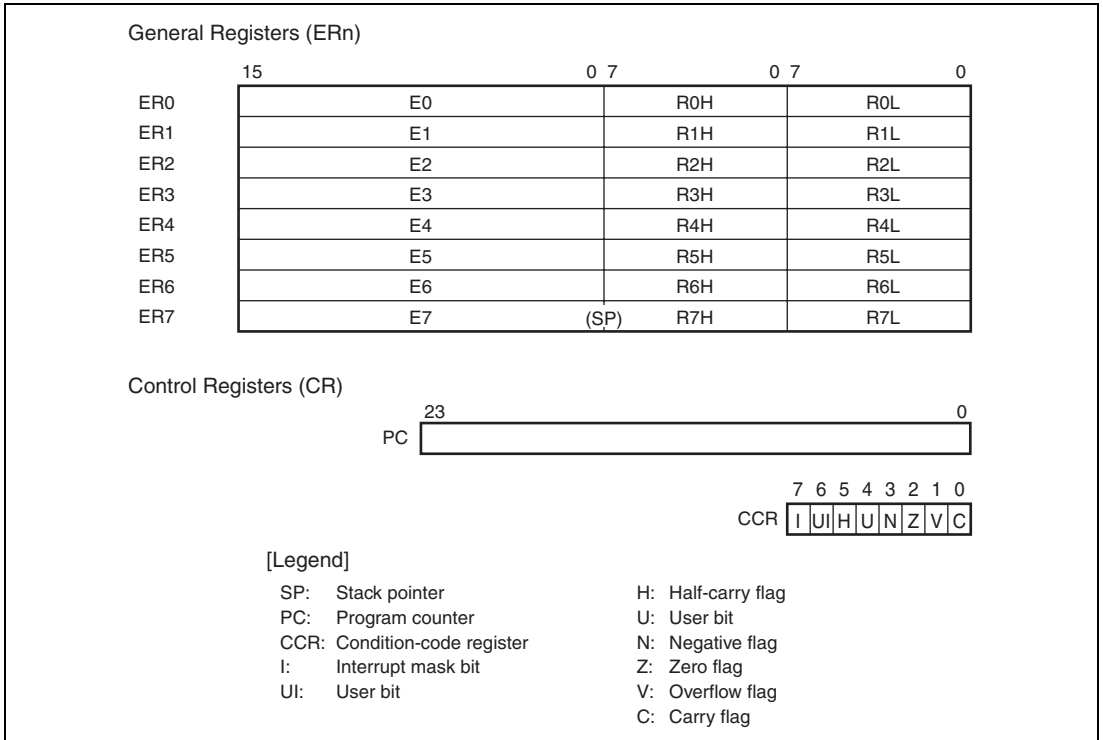 General Registers (ERn)
15 0 7 0 7 0
ER0 E0 R0H R0L
ER1 E1 R1H R1L
ER2 E2 R2H R2L
ER3 E3 R3H R3L
ER4 E4 R4H R4L
ER5 E5 R5H R5L
ER6 E6 R6H R6L
ER7 E7 (SP) R7H R7L
Control Registers (CR)
23 0
PC
7 6 5 4 3 2 1 0
CCR I UI H U N Z V C
[Legend]
SP: Stack pointer
PC: Program counter
CCR: Condition-code register
I: Interrupt mask bit
UI: User bit
H: Half-carry flag
U: User bit
N: Negative flag
Z: Zero flag
V: Overflow flag
C: Carry flag